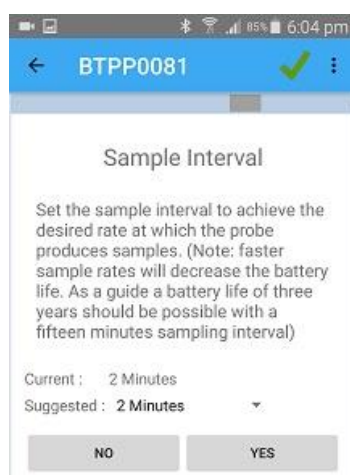 85% 6:04 pm
BTPP0081
Sample Interval
Set the sample interval to achieve the
desired rate at which the probe
produces samples. (Note: faster
sample rates will decrease the battery
life. As a guide a battery life of three
years should be possible with a
fifteen minutes sampling interval)
Current : 2 Minutes
Suggested : 2 Minutes
NO YES